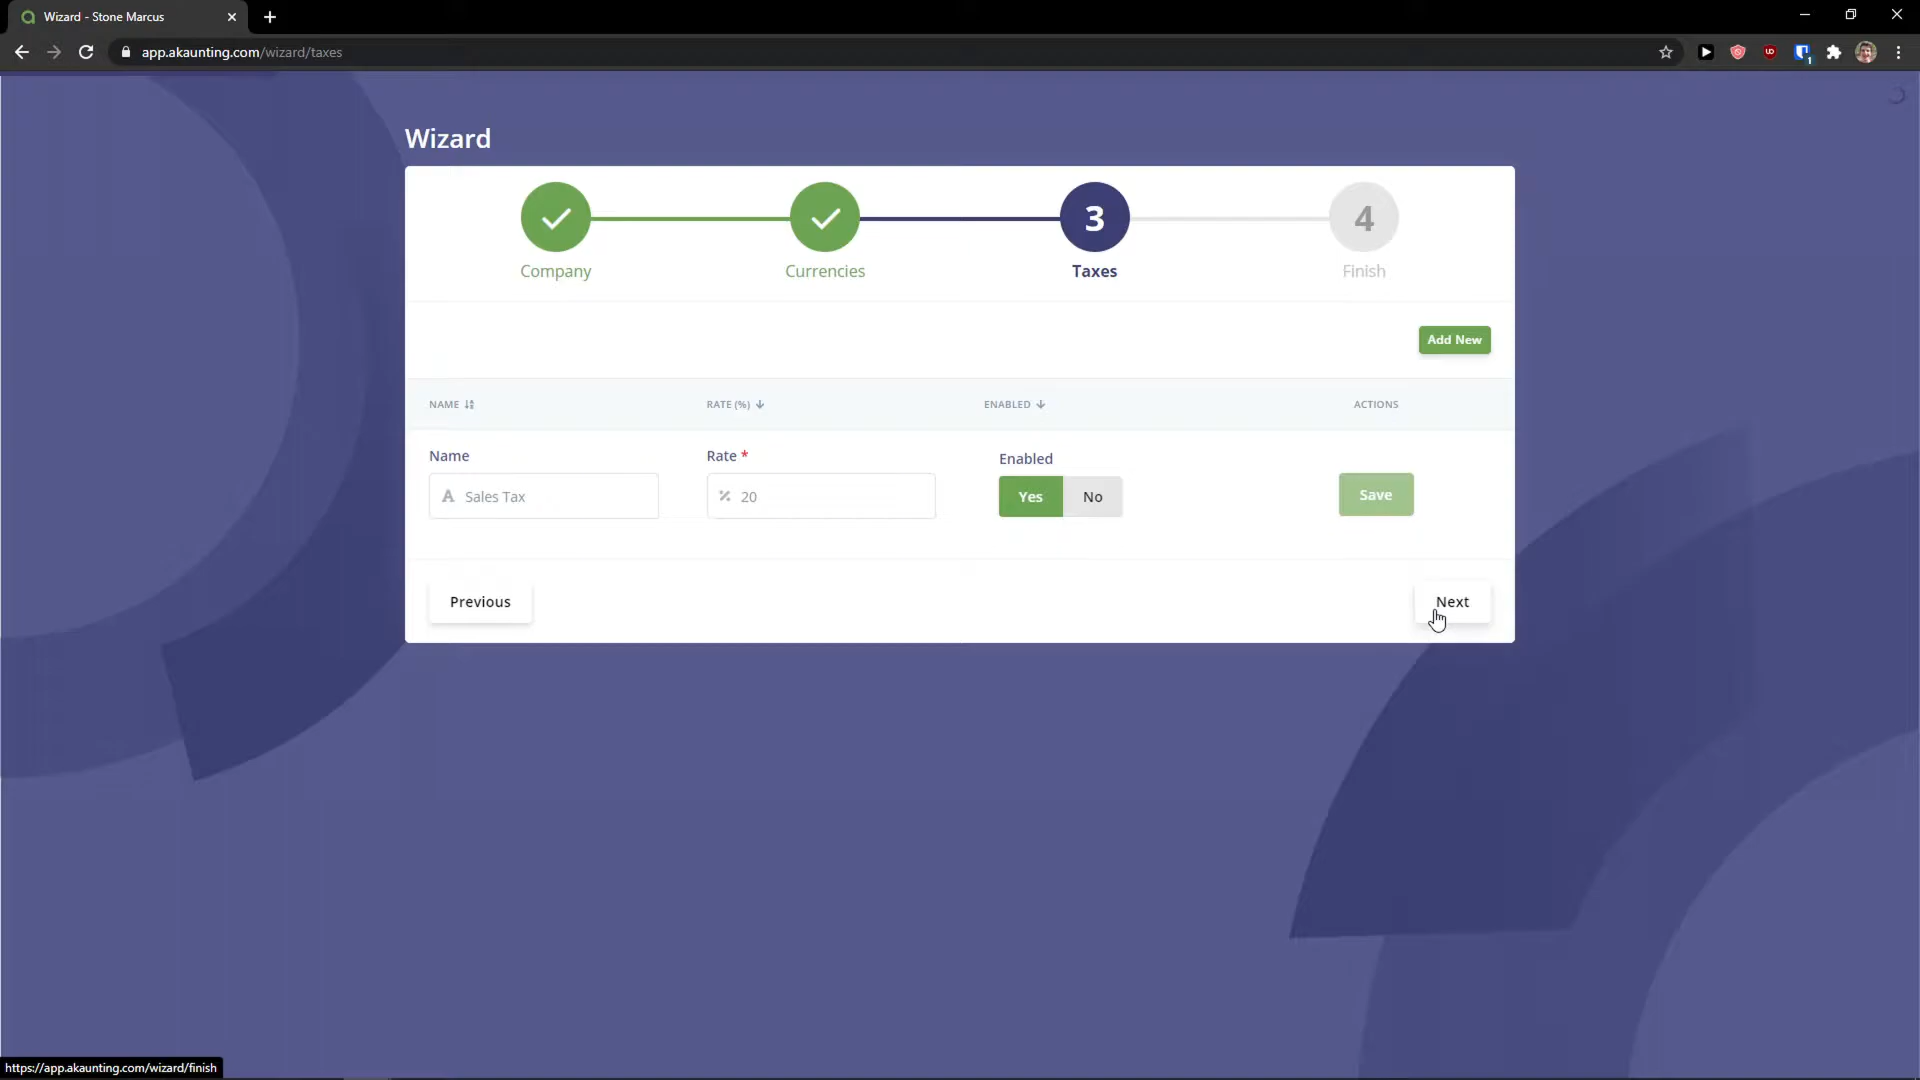 Wizard - Stone Marcus
app.akaunting.com/wizard/taxes
Wizard
3
4
Company
Currencies
Taxes
Finish
Add New
NAME
RATE (%)
ENABLED
ACTIONS
Name
Rate *
Enabled
A Sales Tax
% 20
Yes
No
Save
Previous
Next
https://app.akaunting.com/wizard/finish